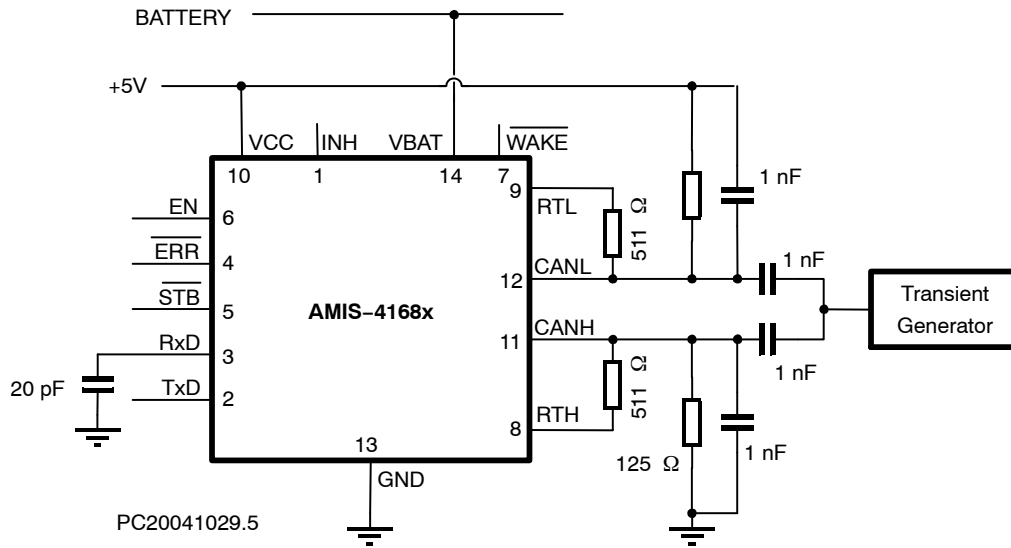 BATTERY
+5V
VCC
INH
VBAT
WAKE
10
1
14
7
9
RTL
511 Ω
1 nF
EN
6
ERR
4
12
CANL
1 nF
STB
5
AMIS−4168x
Transient
Generator
RxD
3
11
CANH
1 nF
20 pF
TxD
2
511 Ω
8
RTH
13
GND
125 Ω
1 nF
PC20041029.5